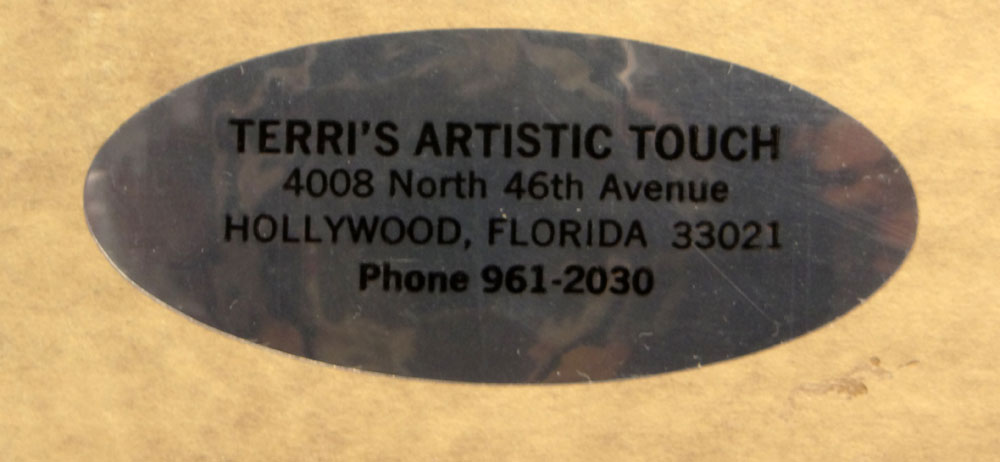 TERRI'S ARTISTIC TOUCH
4008 North 46th Avenue
HOLLYWOOD, FLORIDA 33021
Phone 961-2030